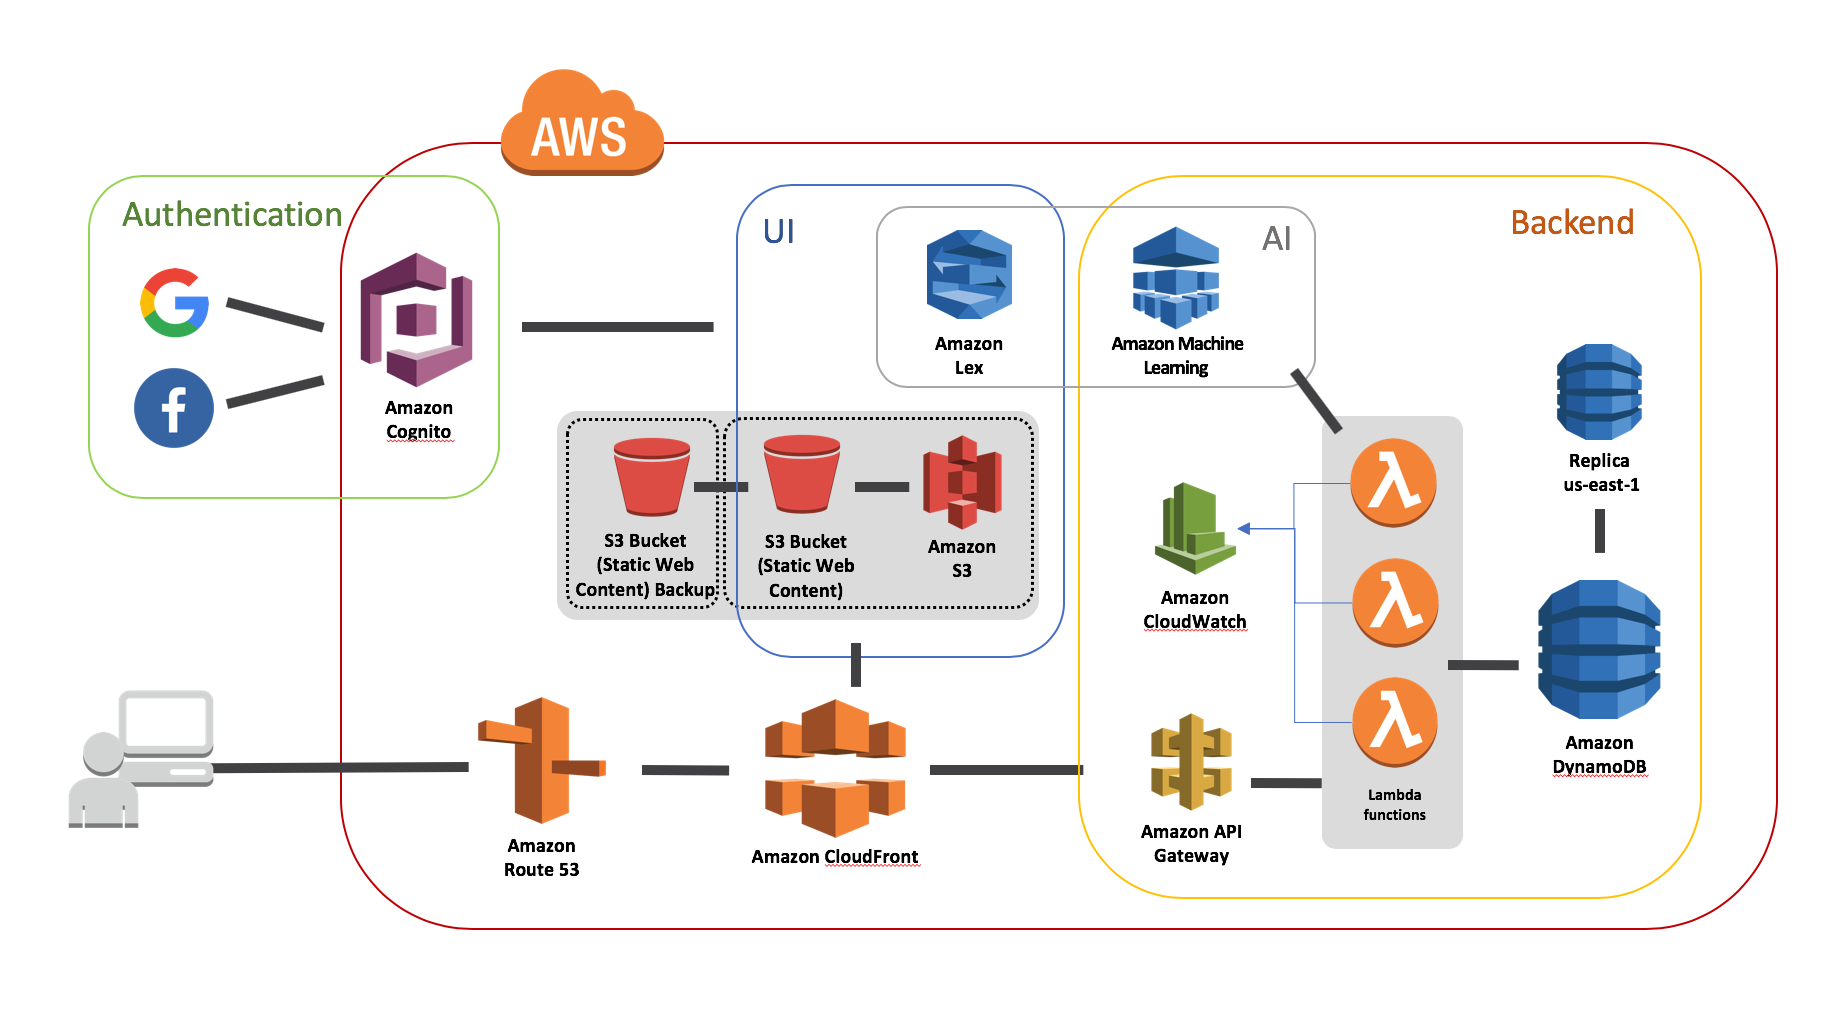 AWS
Authentication
UI
AI
Backend
Amazon
Cognito
Amazon
Lex
Amazon Machine
Learning
Replica
us-east-1
S3 Bucket
(Static Web
Content) Backup
S3 Bucket
(Static Web
Content)
Amazon
S3
Amazon
CloudWatch
Amazon
DynamoDB
Lambda
functions
Amazon
Route 53
Amazon CloudFront
Amazon API
Gateway